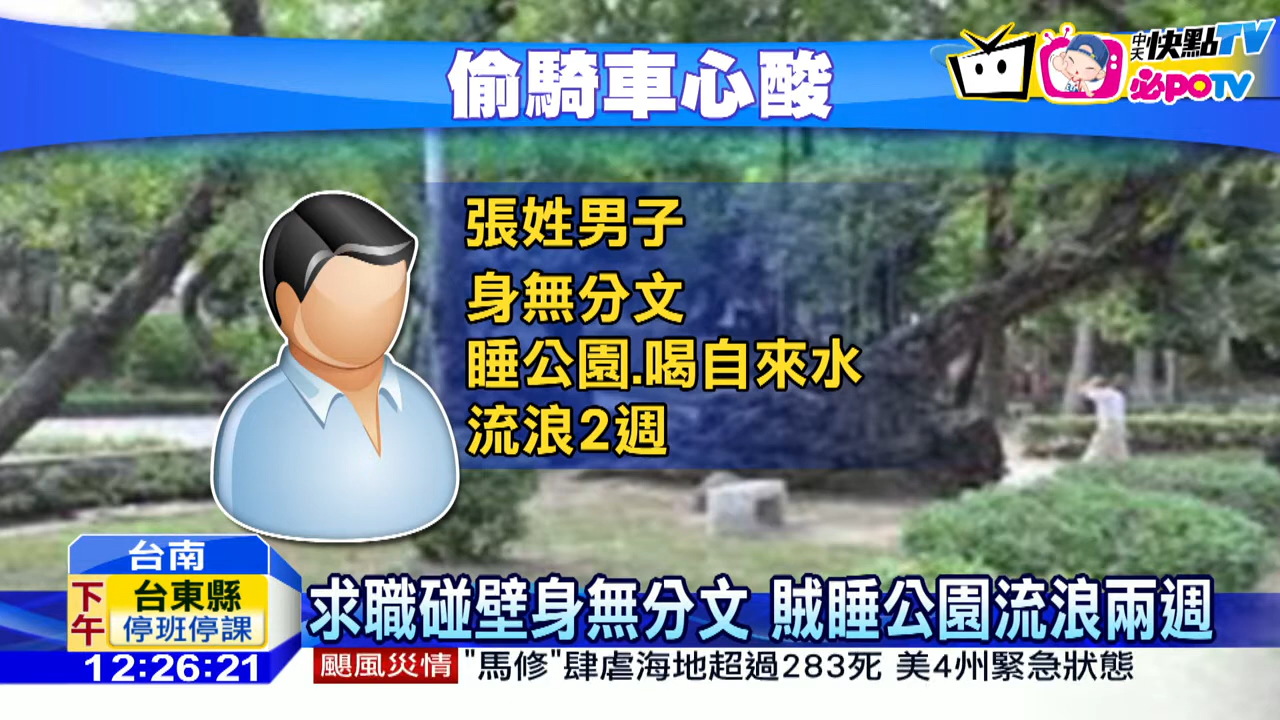 偷騎車心酸
中天快點TV
必POTV
張姓男子
身無分文
睡公園.喝自來水
流浪2週
台南
下午
台東縣
停班停課
12:26:21
求職碰壁身無分文 賊睡公園流浪兩週
颶風災情 "馬修"肆虐海地超過283死 美4州緊急狀態